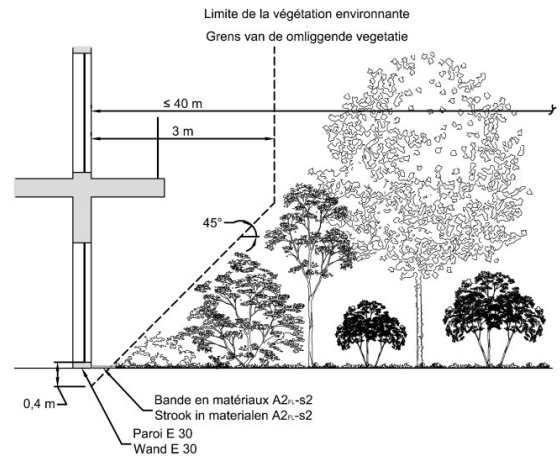 Limite de la végétation environnante
Grens van de omliggende vegetatie
≤ 40 m
3 m
45°
0,4 m
Bande en matériaux A2FL-s2
Strook in materialen A2FL-s2
Paroi E 30
Wand E 30